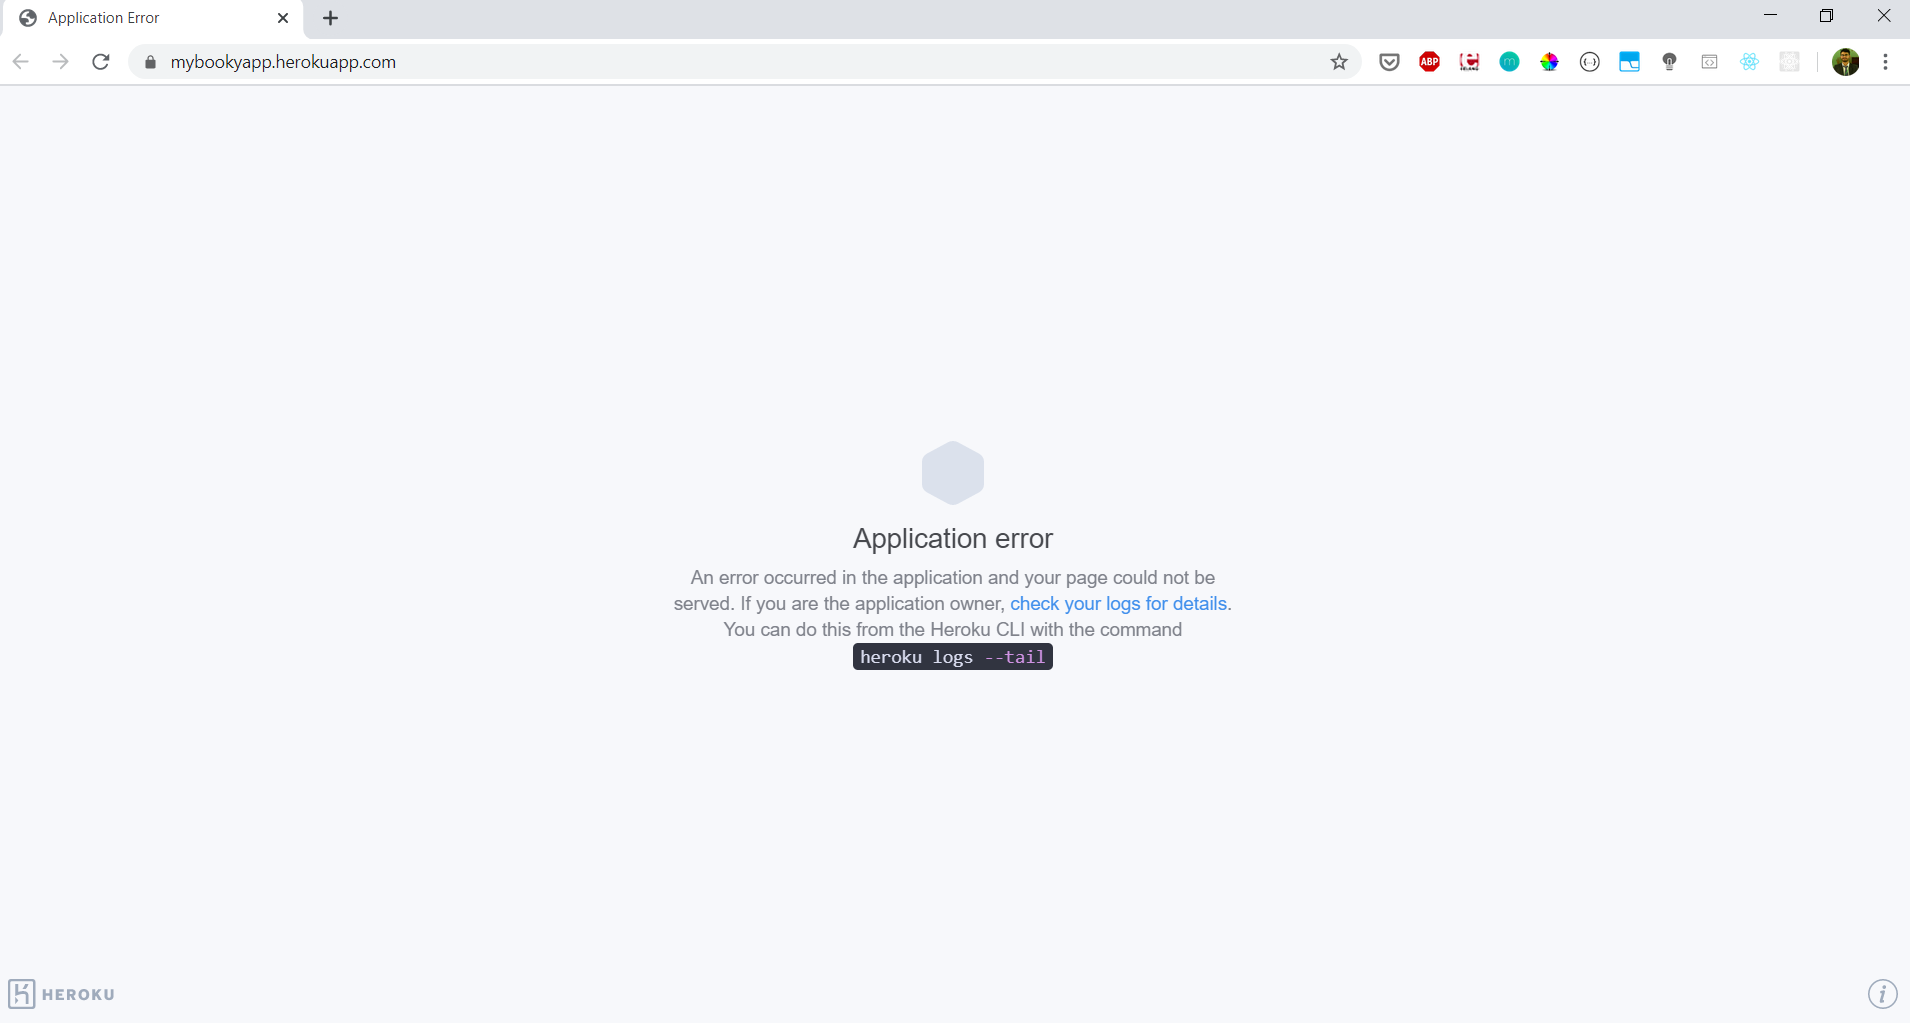 Application Error
mybookyapp.herokuapp.com
ABP
m
Application error
An error occurred in the application and your page could not be
served. If you are the application owner, check your logs for details.
You can do this from the Heroku CLI with the command
heroku logs --tail
HEROKU
i